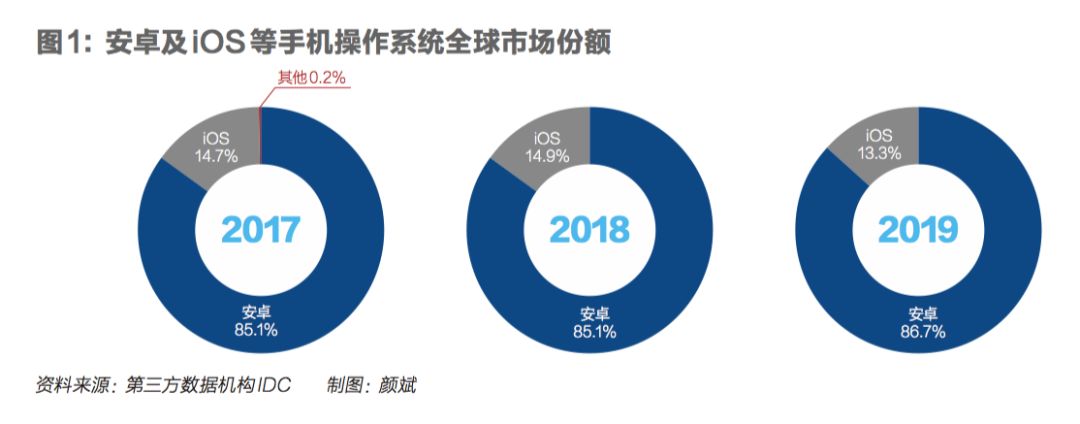 图1: 安卓及iOS等手机操作系统全球市场份额
其他0.2%
iOS
14.7%
2017
安卓
85.1%
iOS
14.9%
2018
安卓
85.1%
iOS
13.3%
2019
安卓
86.7%
资料来源: 第三方数据机构IDC 制图: 颜斌